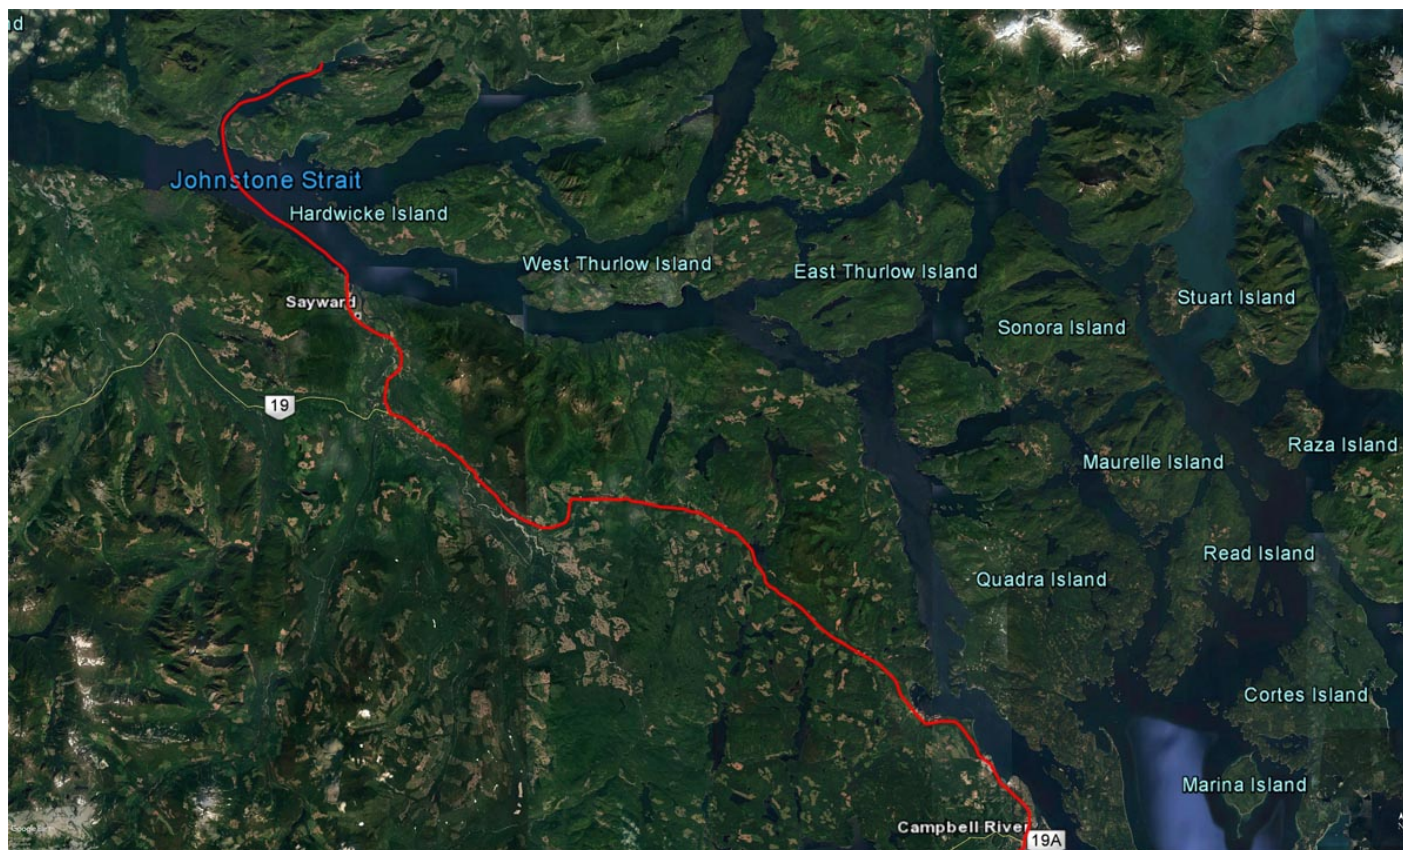 d
Johnstone Strait
Hardwicke Island
West Thurlow Island
East Thurlow Island
Sayward
Stuart Island
Sonora Island
19
Raza Island
Maurelle Island
Read Island
Quadra Island
Cortes Island
Marina Island
Campbell River
19A